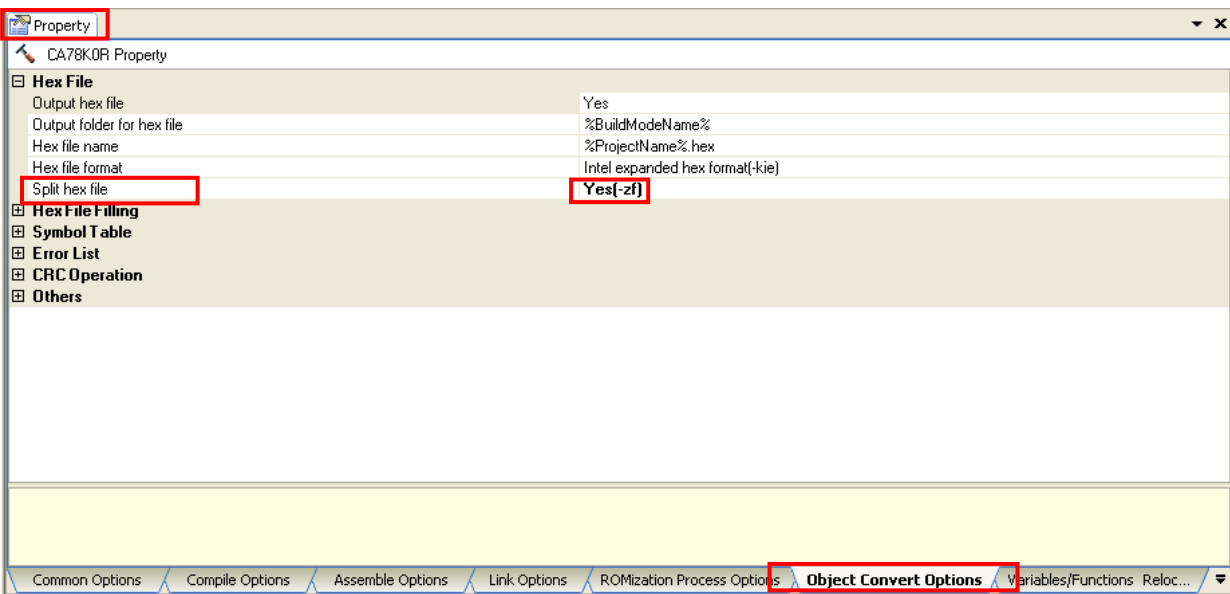 Property
CA78K0R Property
Hex File
Output hex file Yes
Output folder for hex file %BuildModeName%
Hex file name %ProjectName%.hex
Hex file format Intel expanded hex format(-kie)
Split hex file Yes(-zf)
Hex File Filling
Symbol Table
Error List
CRC Operation
Others
Common Options Compile Options Assemble Options Link Options ROMization Process Options Object Convert Options Variables/Functions Reloc...